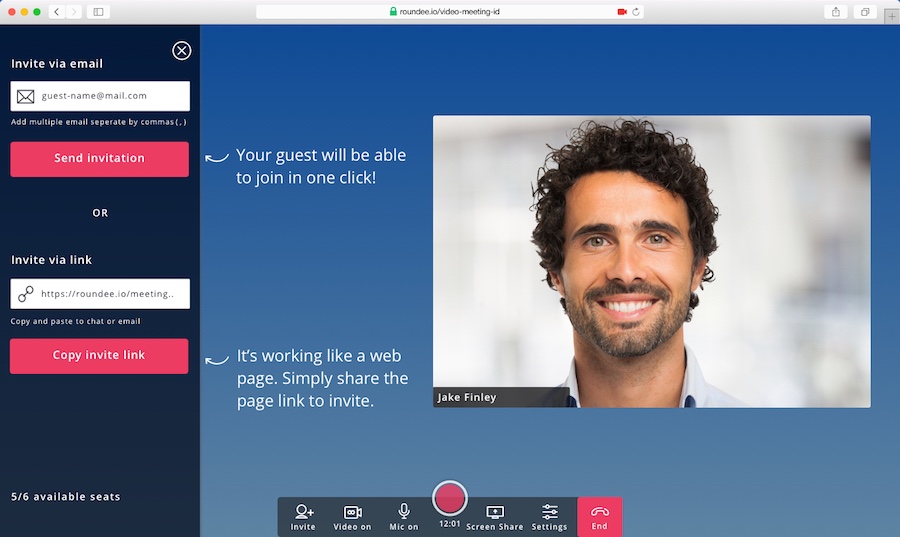 roundee.io/video-meeting-id
Invite via email
guest-name@mail.com
Add multiple email seperate by commas(,)
Send invitation
Your guest will be able
to join in one click!
OR
Invite via link
https://roundee.io/meeting..
Copy and paste to chat or email
Copy invite link
It's working like a web
page. Simply share the
page link to invite.
Jake Finley
5/6 available seats
Invite
Video on
Mic on
12:01
Screen Share
Settings
End